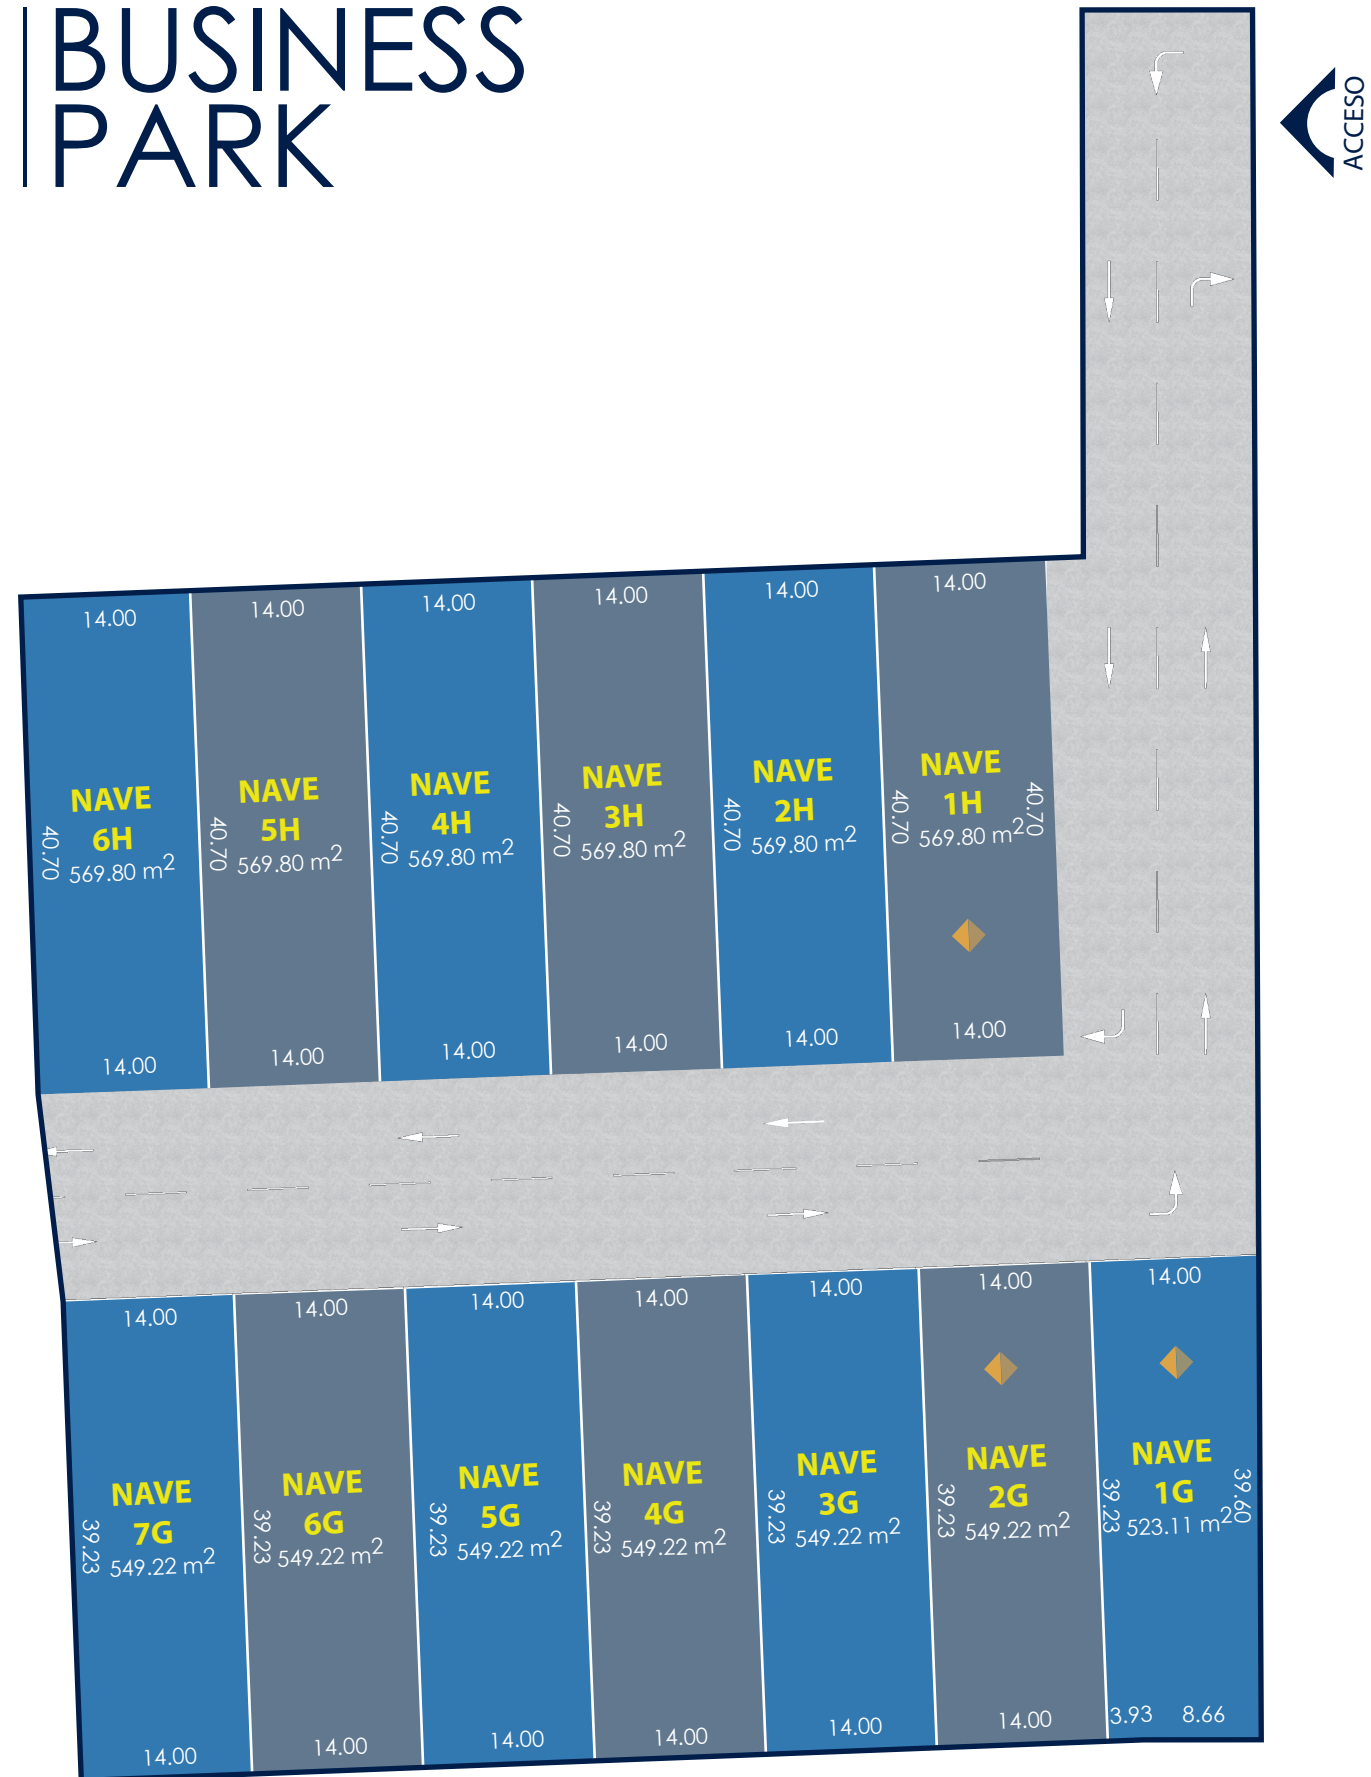 BUSINESS
PARK
ACCESO
14.00
14.00
14.00
14.00
14.00
14.00
NAVE
6H
40.70
569.80 m2
NAVE
5H
40.70
569.80 m2
NAVE
4H
40.70
569.80 m2
NAVE
3H
40.70
569.80 m2
NAVE
2H
40.70
569.80 m2
NAVE
1H
40.70
569.80 m2
40.70
14.00
14.00
14.00
14.00
14.00
14.00
14.00
14.00
14.00
14.00
14.00
14.00
14.00
NAVE
7G
39.23
549.22 m2
NAVE
6G
39.23
549.22 m2
NAVE
5G
39.23
549.22 m2
NAVE
4G
39.23
549.22 m2
NAVE
3G
39.23
549.22 m2
NAVE
2G
39.23
549.22 m2
NAVE
1G
39.23
523.11 m2
39.60
14.00
14.00
14.00
14.00
14.00
14.00
3.93 8.66